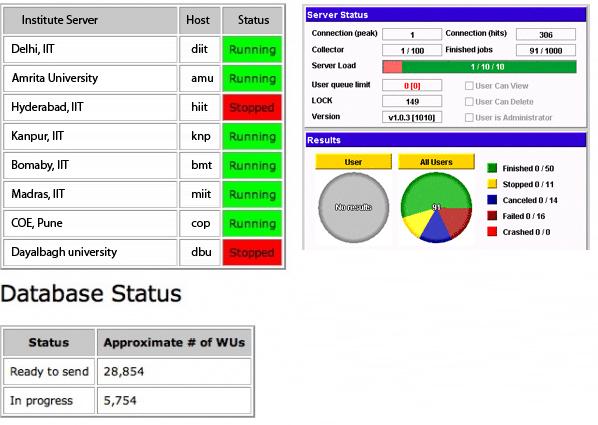 Institute Server Host Status
Delhi, IIT diit Running
Amrita University amu Running
Hyderabad, IIT hiit Stopped
Kanpur, IIT knp Running
Bomaby, IIT bmt Running
Madras, IIT miit Running
COE, Pune cop Running
Dayalbagh university dbu Stopped
Server Status
Connection (peak) 1 Connection (hits) 306
Collector 1 / 100 Finished jobs 91 / 1000
Server Load 1 / 10 / 10
User queue limit 0 [0] User Can View
LOCK 149 User Can Delete
Version v1.0.3 [1010] User is Administrator
Results
User All Users
No results
91
Finished 0 / 50
Stopped 0 / 11
Canceled 0 / 14
Failed 0 / 16
Crashed 0 / 0
Database Status
Status Approximate # of WUs
Ready to send 28,854
In progress 5,754